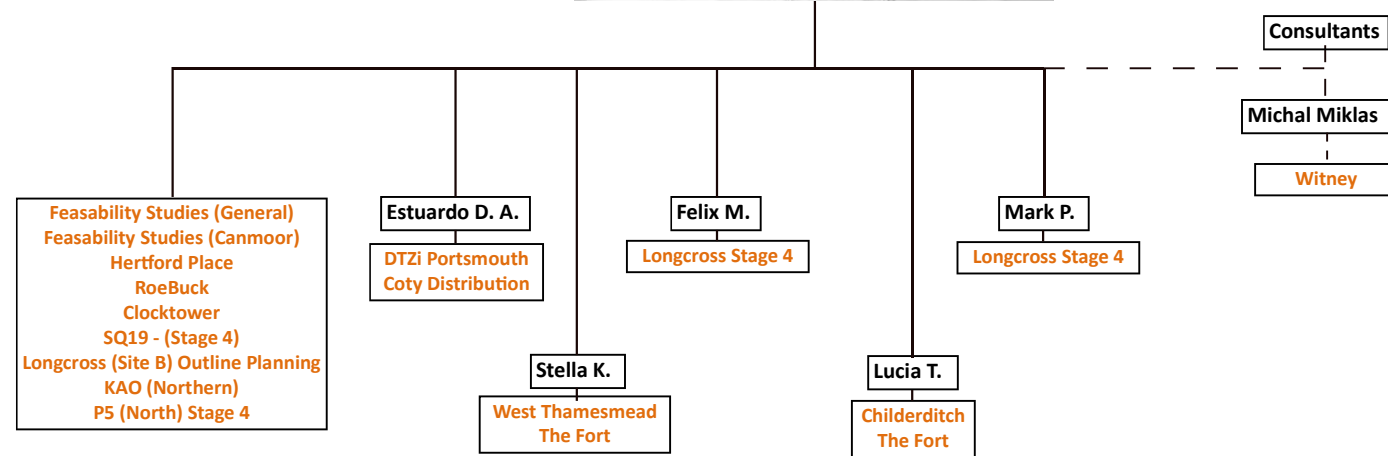 Consultants
Michal Miklas
Witney
Feasability Studies (General)
Feasability Studies (Canmoor)
Hertford Place
RoeBuck
Clocktower
SQ19 - (Stage 4)
Longcross (Site B) Outline Planning
KAO (Northern)
P5 (North) Stage 4
Estuardo D. A.
DTZi Portsmouth
Coty Distribution
Felix M.
Longcross Stage 4
Mark P.
Longcross Stage 4
Stella K.
West Thamesmead
The Fort
Lucia T.
Childerditch
The Fort